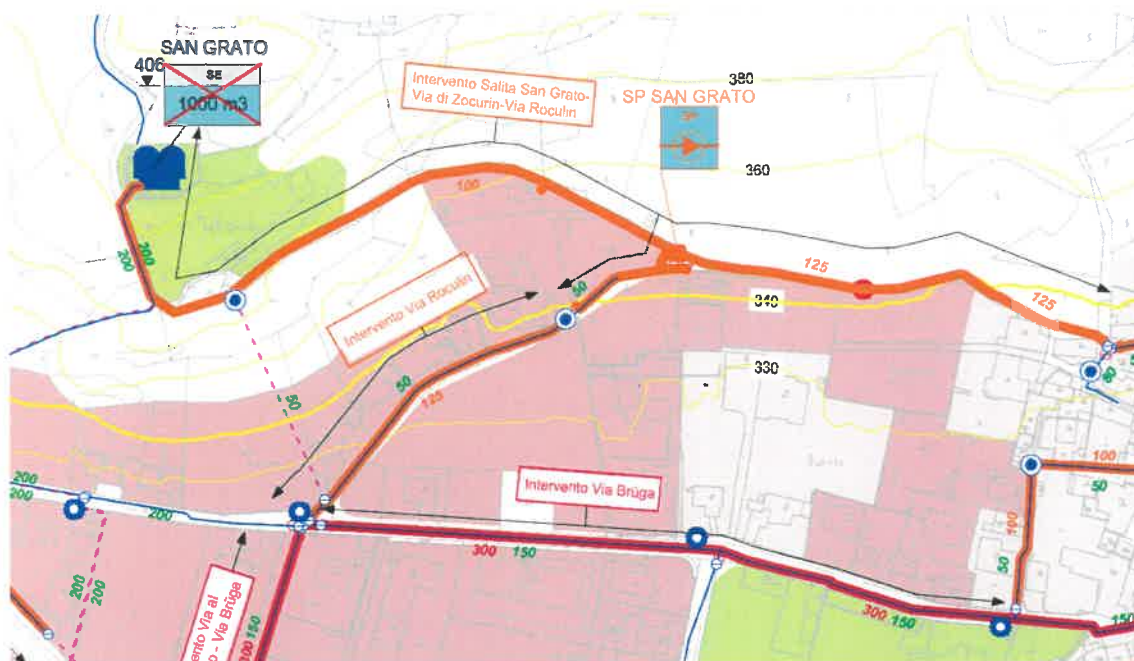 SAN GRATO
406
SE
1000 m3
Intervento Salita San Grato-
Via di Zocurin-Via Roculin
380
SP SAN GRATO
SP
360
100
200
200
125
50
340
125
Intervento Via Roculin
50
125
330
50
50
100
50
200
200
200
Intervento Via Brüga
100
50
300 150
200
200
300 150
150
300 150
ento Via al
o - Via Brüga